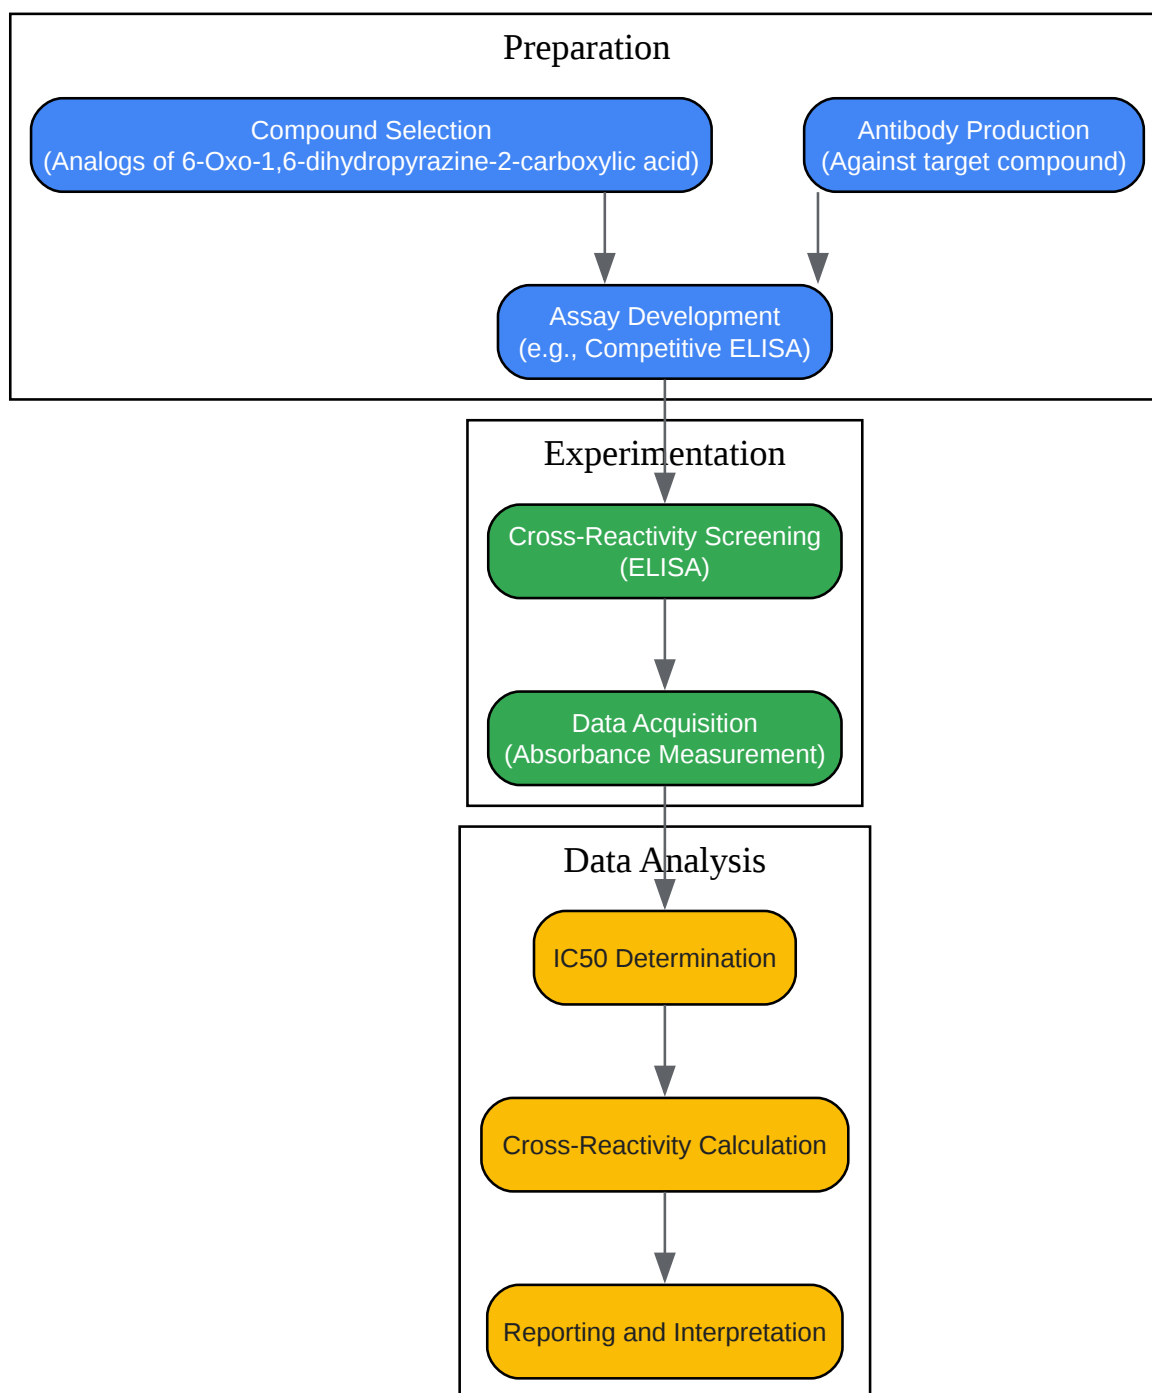 Preparation
Compound Selection
(Analogs of 6-Oxo-1,6-dihydropyrazine-2-carboxylic acid)
Antibody Production
(Against target compound)
Assay Development
(e.g., Competitive ELISA)
Experimentation
Cross-Reactivity Screening
(ELISA)
Data Acquisition
(Absorbance Measurement)
Data Analysis
IC50 Determination
Cross-Reactivity Calculation
Reporting and Interpretation